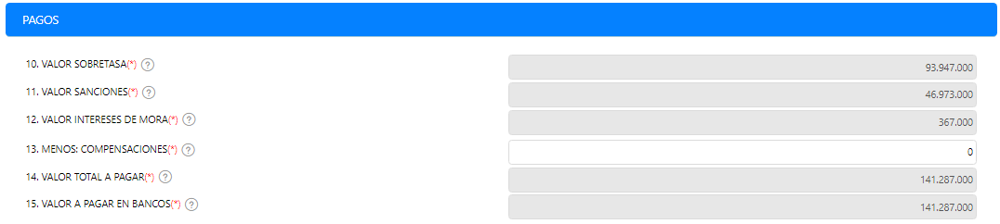 PAGOS
10. VALOR SOBRETASA(*) ? 93.947.000
11. VALOR SANCIONES(*) ? 46.973.000
12. VALOR INTERESES DE MORA(*) ? 367.000
13. MENOS: COMPENSACIONES(*) ? 0
14. VALOR TOTAL A PAGAR(*) ? 141.287.000
15. VALOR A PAGAR EN BANCOS(*) ? 141.287.000